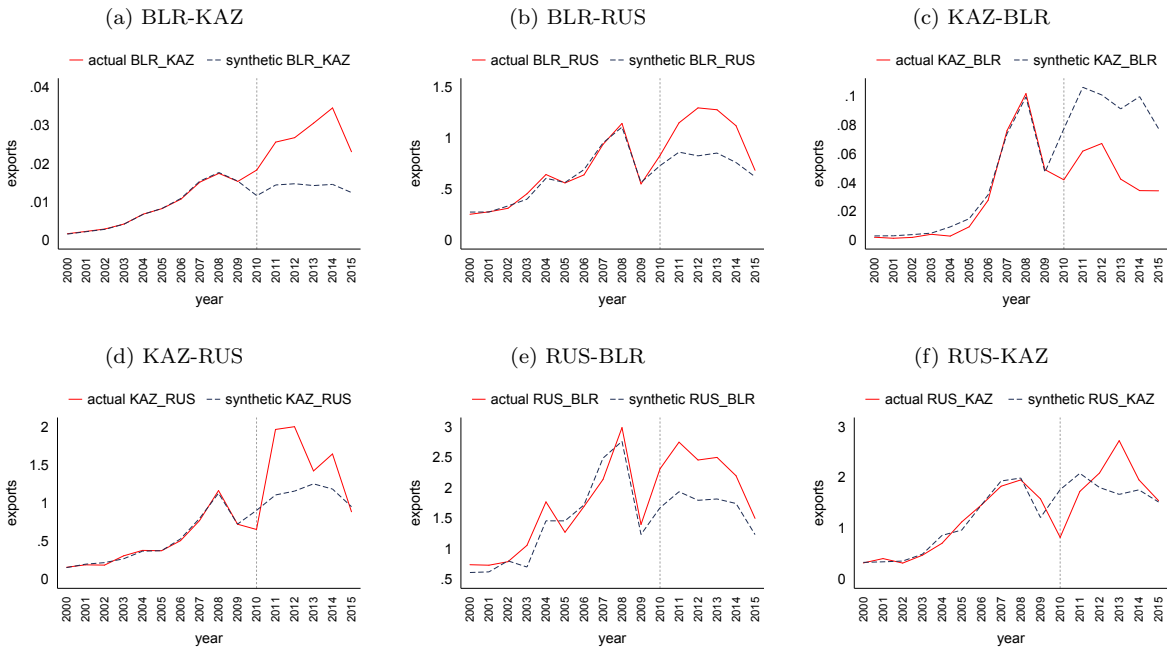 (a) BLR-KAZ
actual BLR_KAZ synthetic BLR_KAZ
.04
.03
.02
.01
0
exports
2000 2001 2002 2003 2004 2005 2006 2007 2008 2009 2010 2011 2012 2013 2014 2015
year
(b) BLR-RUS
actual BLR_RUS synthetic BLR_RUS
1.5
1
.5
0
exports
2000 2001 2002 2003 2004 2005 2006 2007 2008 2009 2010 2011 2012 2013 2014 2015
year
(c) KAZ-BLR
actual KAZ_BLR synthetic KAZ_BLR
.1
.08
.06
.04
.02
0
exports
2000 2001 2002 2003 2004 2005 2006 2007 2008 2009 2010 2011 2012 2013 2014 2015
year
(d) KAZ-RUS
actual KAZ_RUS synthetic KAZ_RUS
2
1.5
1
.5
0
exports
2000 2001 2002 2003 2004 2005 2006 2007 2008 2009 2010 2011 2012 2013 2014 2015
year
(e) RUS-BLR
actual RUS_BLR synthetic RUS_BLR
3
2.5
2
1.5
1
.5
exports
2000 2001 2002 2003 2004 2005 2006 2007 2008 2009 2010 2011 2012 2013 2014 2015
year
(f) RUS-KAZ
actual RUS_KAZ synthetic RUS_KAZ
3
2
1
0
exports
2000 2001 2002 2003 2004 2005 2006 2007 2008 2009 2010 2011 2012 2013 2014 2015
year